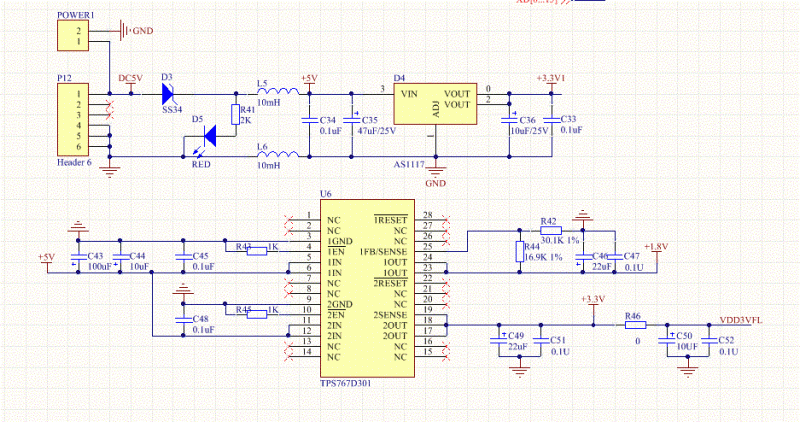 XD[0...15]
POWER1
2
1
GND
P12
1
2
3
4
5
6
Header 6
DC5V
D3
SS34
D5
RED
R41
2K
L5
10mH
L6
10mH
+5V
C34
0.1uF
C35
47uF/25V
D4
3
VIN
VOUT
VOUT
ADJ
0
2
1
AS1117
GND
+3.3V1
C36
10uF/25V
C33
0.1uF
U6
1 NC 1RESET 28
2 NC NC 27
3 1GND NC 26
4 1EN 1FB/SENSE 25
5 1IN 1OUT 24
6 1IN 1OUT 23
7 NC 2RESET 22
8 NC NC 21
9 2GND NC 20
10 2EN 2SENSE 19
11 2IN 2OUT 18
12 2IN 2OUT 17
13 NC NC 16
14 NC NC 15
TPS767D301
+5V
C43
100uF
C44
10uF
C45
0.1uF
R43 1K
C48
0.1uF
R45 1K
R42
30.1K 1%
R44
16.9K 1%
C46
22uF
C47
0.1U
+1.8V
+3.3V
R46
0
VDD3VFL
C49
22uF
C51
0.1U
C50
10UF
C52
0.1U